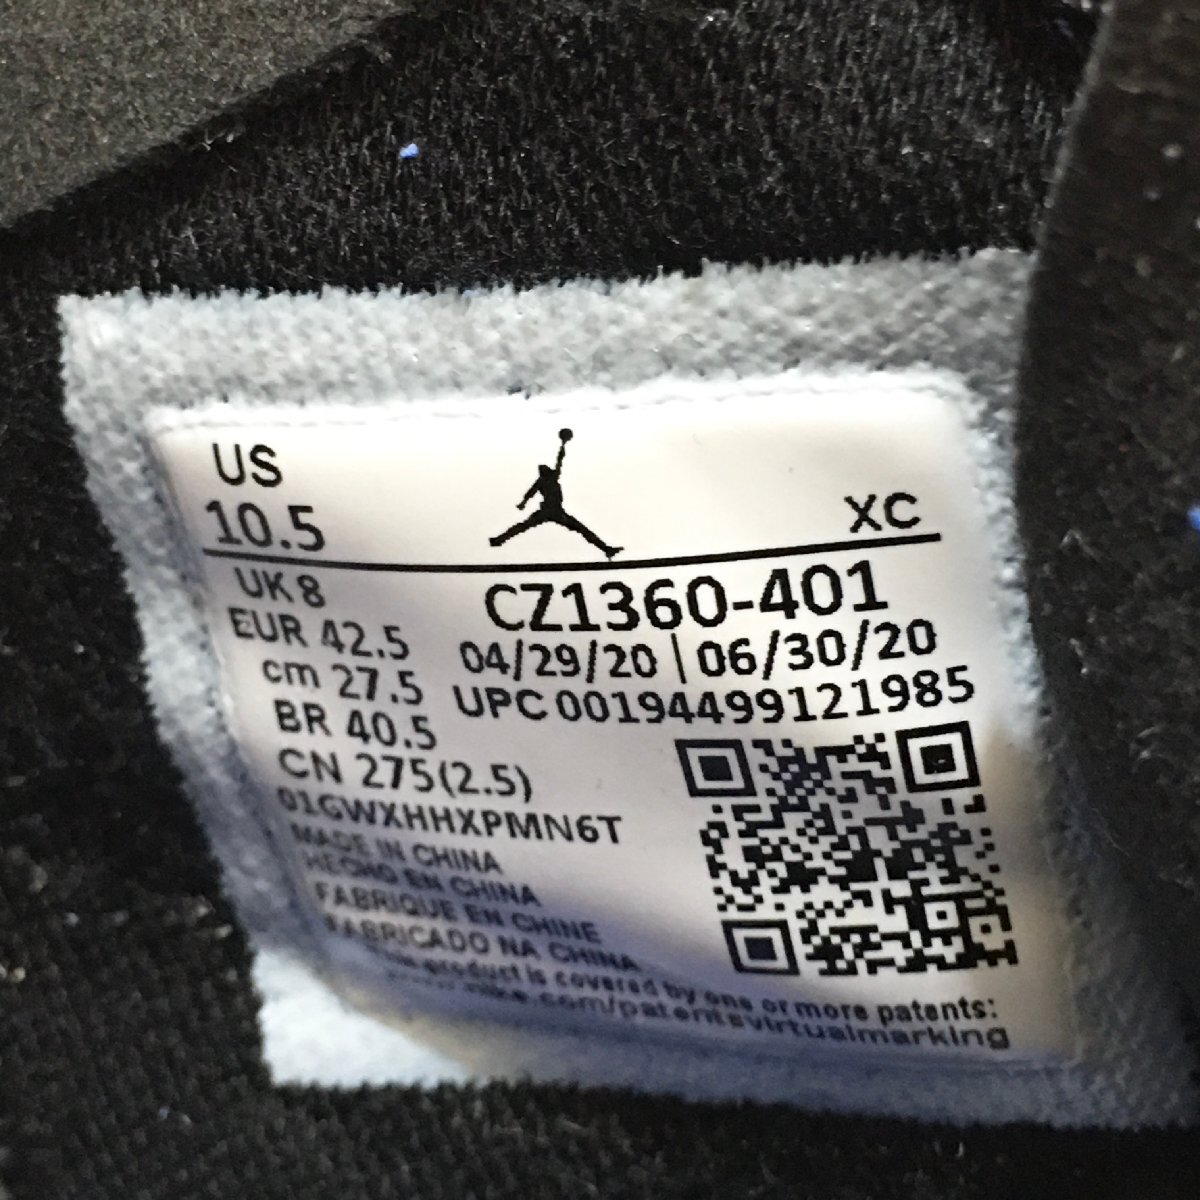 US
10.5
XC
UK 8
EUR 42.5
cm 27.5
BR 40.5
CN 275(2.5)
CZ1360-401
04/29/20 | 06/30/20
UPC 00194499121985
01GWXHHXPMN6T
MADE IN CHINA
HECHO EN CHINA
FABRIQUE EN CHINE
FABRICADO NA CHINA
This product is covered by one or more patents:
www.nike.com/patentsvirtualmarking